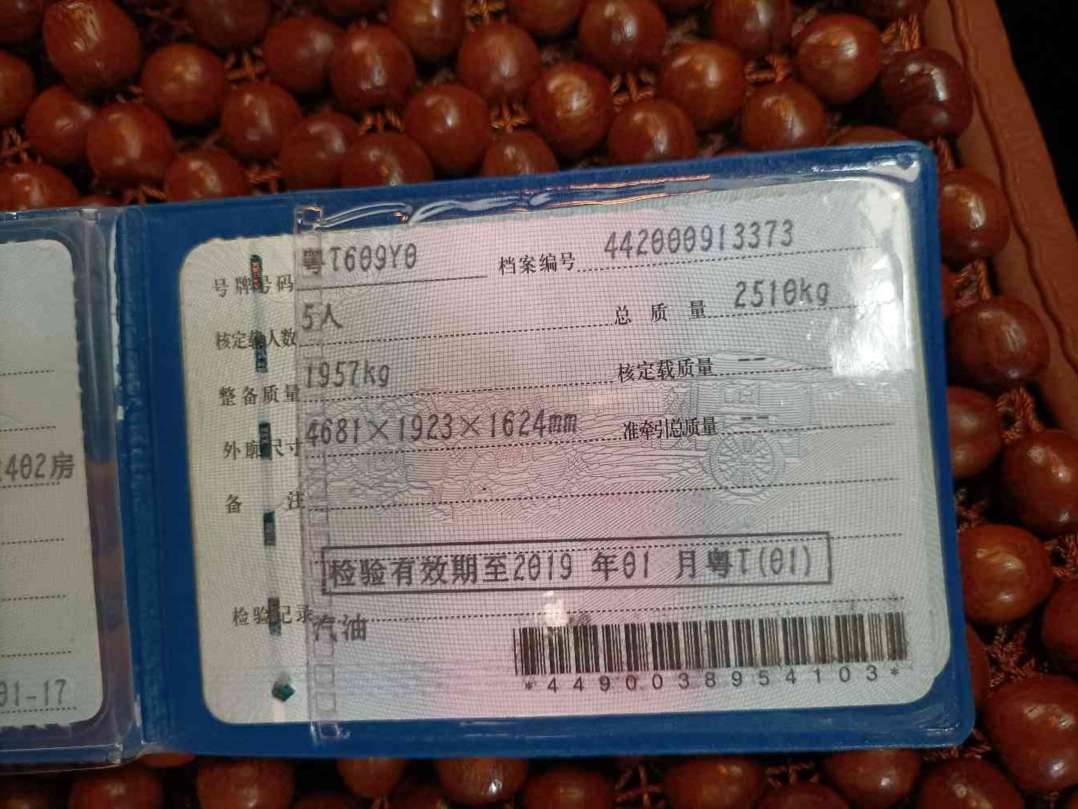 号牌号码 粤T609Y0 档案编号 442000913373
核定载人数 5人 总质量 2510kg
整备质量 1957kg 核定载质量 --
外廓尺寸 4681×1923×1624mm 准牵引总质量 --
备注
检验有效期至2019年01月粤T(01)
检验记录 汽油
*4490038954103*
402房
01-17